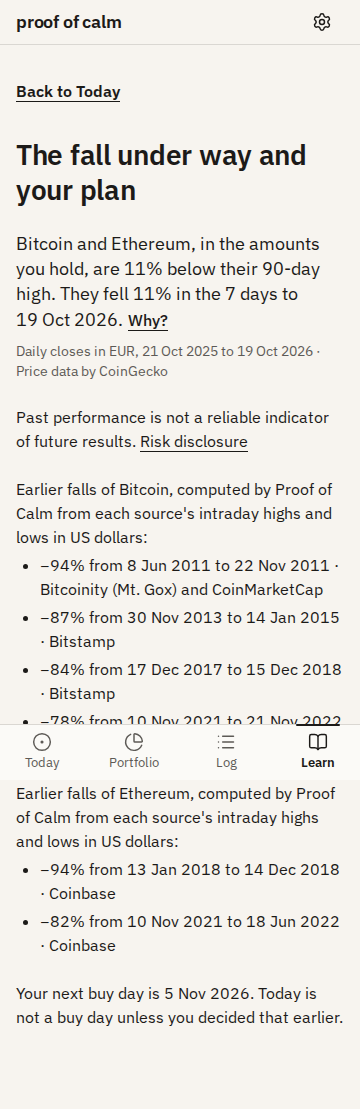 proof of calm
Back to Today
The fall under way and
your plan
Bitcoin and Ethereum, in the amounts
you hold, are 11% below their 90-day
high. They fell 11% in the 7 days to
19 Oct 2026. Why?
Daily closes in EUR, 21 Oct 2025 to 19 Oct 2026 ·
Price data by CoinGecko
Past performance is not a reliable indicator
of future results. Risk disclosure
Earlier falls of Bitcoin, computed by Proof of
Calm from each source's intraday highs and
lows in US dollars:
• −94% from 8 Jun 2011 to 22 Nov 2011 ·
Bitcoinity (Mt. Gox) and CoinMarketCap
• −87% from 30 Nov 2013 to 14 Jan 2015
· Bitstamp
• −84% from 17 Dec 2017 to 15 Dec 2018
· Bitstamp
• −78% from 10 Nov 2021 to 21 Nov 2022
Today
Portfolio
Log
Learn
Earlier falls of Ethereum, computed by Proof
of Calm from each source's intraday highs
and lows in US dollars:
• −94% from 13 Jan 2018 to 14 Dec 2018
· Coinbase
• −82% from 10 Nov 2021 to 18 Jun 2022
· Coinbase
Your next buy day is 5 Nov 2026. Today is
not a buy day unless you decided that earlier.